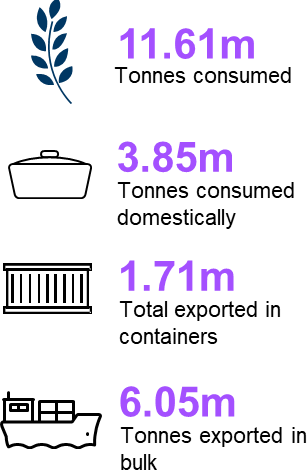 11.61m
Tonnes consumed
3.85m
Tonnes consumed
domestically
1.71m
Total exported in
containers
6.05m
Tonnes exported in
bulk